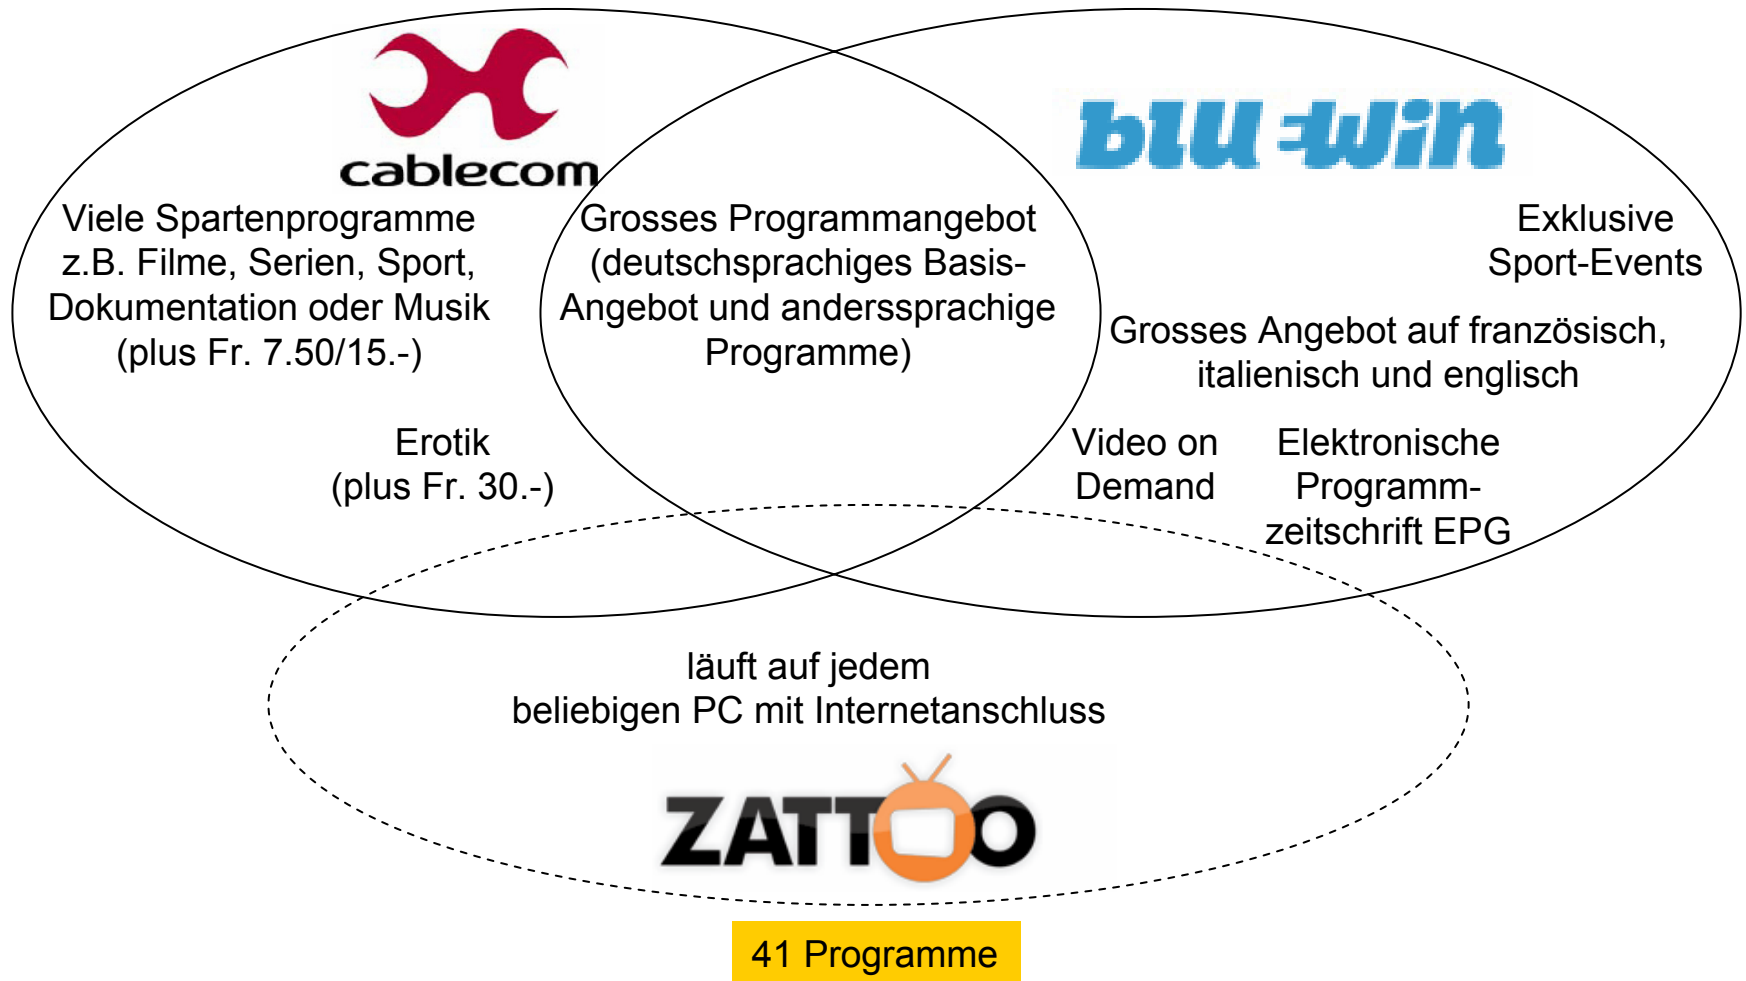 cablecom
Viele Spartenprogramme
z.B. Filme, Serien, Sport,
Dokumentation oder Musik
(plus Fr. 7.50/15.-)
Erotik
(plus Fr. 30.-)
Grosses Programmangebot
(deutschsprachiges Basis-
Angebot und anderssprachige
Programme)
bluewin
Exklusive
Sport-Events
Grosses Angebot auf französisch,
italienisch und englisch
Video on
Demand
Elektronische
Programm-
zeitschrift EPG
läuft auf jedem
beliebigen PC mit Internetanschluss
ZATTOO
41 Programme